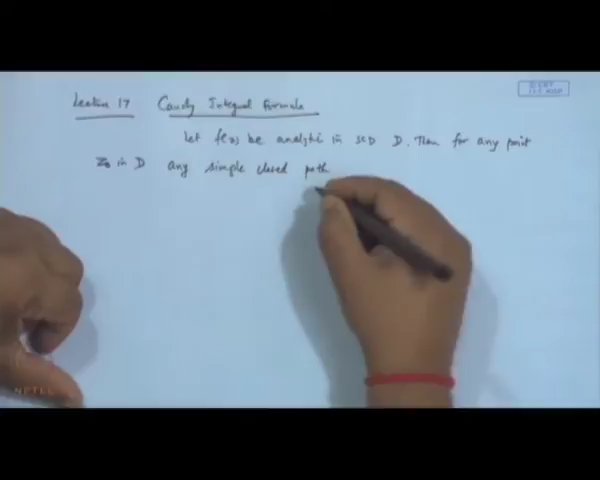 Lecture 17 Cauchy Integral Formula
Let f(z) be analytic in SCD D. Then for any point
z₀ in D any simple closed path
NPTEL